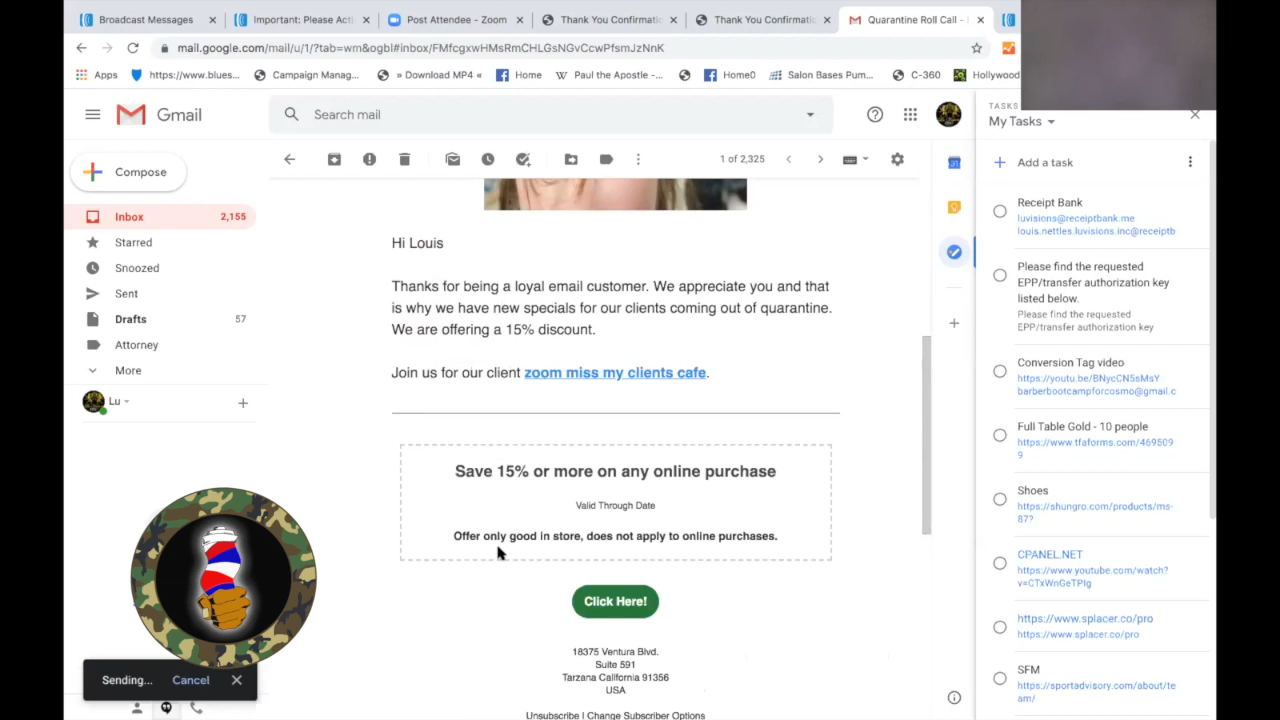 Broadcast Messages
Important: Please Acti
Post Attendee - Zoom
Thank You Confirmatic
Thank You Confirmatic
Quarantine Roll Call -
mail.google.com/mail/u/1/?tab=wm&ogbl#inbox/FMfcgxwHMsRmCHLGsNGvCcwPfsmJzNnK
Apps
https://www.blues...
Campaign Manag...
» Download MP4 «
Home
Paul the Apostle -...
Home0
Salon Bases Pum...
C-360
Hollywood
Gmail
Search mail
TASKS
My Tasks
Compose
1 of 2,325
Add a task
Inbox 2,155
Starred
Snoozed
Sent
Drafts 57
Attorney
More
Lu
Hi Louis
Thanks for being a loyal email customer. We appreciate you and that
is why we have new specials for our clients coming out of quarantine.
We are offering a 15% discount.
Join us for our client zoom miss my clients cafe.
Save 15% or more on any online purchase
Valid Through Date
Offer only good in store, does not apply to online purchases.
Click Here!
18375 Ventura Blvd.
Suite 591
Tarzana California 91356
USA
Unsubscribe | Change Subscriber Options
Sending... Cancel
Receipt Bank
luvisions@receiptbank.me
louis.nettles.luvisions.inc@receiptb
Please find the requested
EPP/transfer authorization key
listed below.
Please find the requested
EPP/transfer authorization key
Conversion Tag video
https://youtu.be/BNycCN5sMsY
barberbootcampforcosmo@gmail.c
Full Table Gold - 10 people
https://www.tfaforms.com/469509
9
Shoes
https://shungro.com/products/ms-
87?
CPANEL.NET
https://www.youtube.com/watch?
v=CTxWnGeTPIg
https://www.splacer.co/pro
https://www.splacer.co/pro
SFM
https://sportadvisory.com/about/te
am/